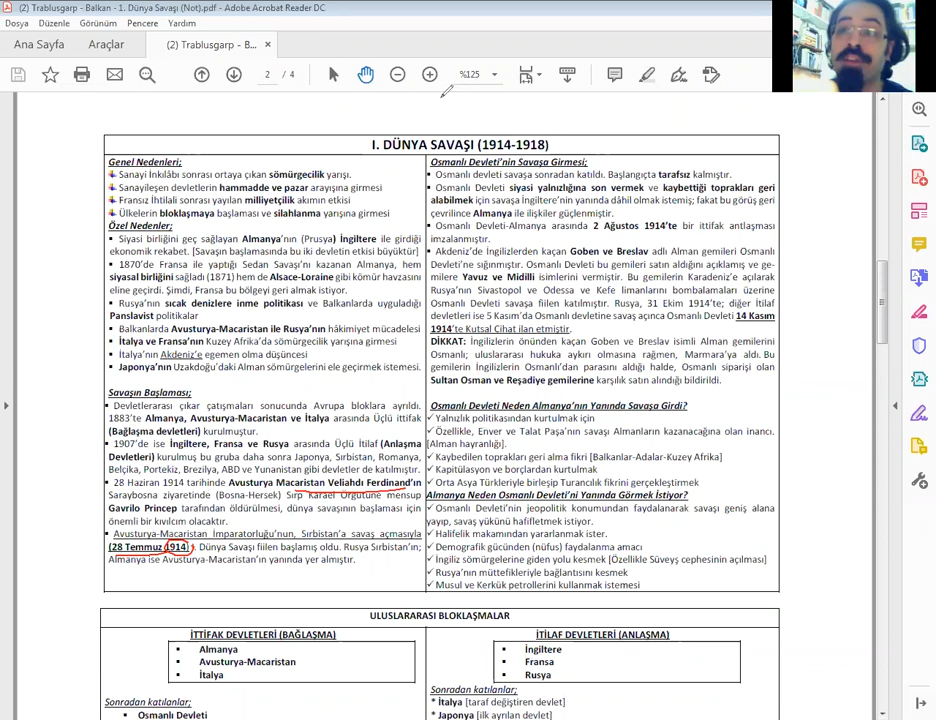 (2) Trablusgarp - Balkan - 1. Dünya Savaşı (Not).pdf - Adobe Acrobat Reader DC
Dosya Düzenle Görünüm Pencere Yardım
Ana Sayfa Araçlar (2) Trablusgarp - B... ×
2 / 4 %125
I. DÜNYA SAVAŞI (1914-1918)
Genel Nedenleri;
Sanayi İnkılâbı sonrası ortaya çıkan sömürgecilik yarışı.
Sanayileşen devletlerin hammadde ve pazar arayışına girmesi
Fransız İhtilali sonrası yayılan milliyetçilik akımın etkisi
Ülkelerin bloklaşmaya başlaması ve silahlanma yarışına girmesi
Özel Nedenler;
▪ Siyasi birliğini geç sağlayan Almanya'nın (Prusya) İngiltere ile girdiği
ekonomik rekabet. [Savaşın başlamasında bu iki devletin etkisi büyüktür]
▪ 1870'de Fransa ile yaptığı Sedan Savaşı'nı kazanan Almanya, hem
siyasal birliğini sağladı (1871) hem de Alsace-Loraine gibi kömür havzasını
eline geçirdi. Şimdi, Fransa bu bölgeyi geri almak istiyor.
▪ Rusya'nın sıcak denizlere inme politikası ve Balkanlarda uyguladığı
Panslavist politikalar
▪ Balkanlarda Avusturya-Macaristan ile Rusya'nın hâkimiyet mücadelesi
▪ İtalya ve Fransa'nın Kuzey Afrika'da sömürgecilik yarışına girmesi
▪ İtalya'nın Akdeniz'e egemen olma düşüncesi
▪ Japonya'nın Uzakdoğu'daki Alman sömürgelerini ele geçirmek istemesi.
Savaşın Başlaması;
▪ Devletlerarası çıkar çatışmaları sonucunda Avrupa bloklara ayrıldı.
1883'te Almanya, Avusturya-Macaristan ve İtalya arasında Üçlü ittifak
(Bağlaşma devletleri) kurulmuştur.
▪ 1907'de ise İngiltere, Fransa ve Rusya arasında Üçlü İtilaf (Anlaşma
Devletleri) kurulmuş bu gruba daha sonra Japonya, Sırbistan, Romanya,
Belçika, Portekiz, Brezilya, ABD ve Yunanistan gibi devletler de katılmıştır.
▪ 28 Haziran 1914 tarihinde Avusturya Macaristan Veliahdı Ferdinand'ın
Saraybosna ziyaretinde (Bosna-Hersek) Sırp Karael Örgütüne mensup
Gavrilo Princep tarafından öldürülmesi, dünya savaşının başlaması için
önemli bir kıvılcım olacaktır.
▪ Avusturya-Macaristan İmparatorluğu'nun, Sırbistan'a savaş açmasıyla
(28 Temmuz 1914) Dünya Savaşı fiilen başlamış oldu. Rusya Sırbistan'ın;
Almanya ise Avusturya-Macaristan'ın yanında yer almıştır.
Osmanlı Devleti'nin Savaşa Girmesi;
▪ Osmanlı devleti savaşa sonradan katıldı. Başlangıçta tarafsız kalmıştır.
▪ Osmanlı Devleti siyasi yalnızlığına son vermek ve kaybettiği toprakları geri
alabilmek için savaşa İngiltere'nin yanında dâhil olmak istemiş; fakat bu görüş geri
çevrilince Almanya ile ilişkiler güçlenmiştir.
▪ Osmanlı Devleti-Almanya arasında 2 Ağustos 1914'te bir ittifak antlaşması
imzalanmıştır.
▪ Akdeniz'de İngilizlerden kaçan Goben ve Breslav adlı Alman gemileri Osmanlı
Devleti'ne sığınmıştır. Osmanlı Devleti bu gemileri satın aldığını açıklamış ve ge-
milere Yavuz ve Midilli isimlerini vermiştir. Bu gemilerin Karadeniz'e açılarak
Rusya'nın Sivastopol ve Odessa ve Kefe limanlarını bombalamaları üzerine
Osmanlı Devleti savaşa fiilen katılmıştır. Rusya, 31 Ekim 1914'te; diğer İtilaf
devletleri ise 5 Kasım'da Osmanlı devletine savaş açınca Osmanlı Devleti 14 Kasım
1914'te Kutsal Cihat ilan etmiştir.
DİKKAT: İngilizlerin önünden kaçan Goben ve Breslav isimli Alman gemilerini
Osmanlı; uluslararası hukuka aykırı olmasına rağmen, Marmara'ya aldı. Bu
gemilerin İngilizlerin Osmanlı'dan parasını aldığı halde, Osmanlı siparişi olan
Sultan Osman ve Reşadiye gemilerine karşılık satın alındığı bildirildi.
Osmanlı Devleti Neden Almanya'nın Yanında Savaşa Girdi?
✓ Yalnızlık politikasından kurtulmak için
✓ Özellikle, Enver ve Talat Paşa'nın savaşı Almanların kazanacağına olan inancı.
[Alman hayranlığı].
✓ Kaybedilen toprakları geri alma fikri [Balkanlar-Adalar-Kuzey Afrika]
✓ Kapitülasyon ve borçlardan kurtulmak
✓ Orta Asya Türkleriyle birleşip Turancılık fikrini gerçekleştirmek
Almanya Neden Osmanlı Devleti'ni Yanında Görmek İstiyor?
✓ Osmanlı Devleti'nin jeopolitik konumundan faydalanarak savaşı geniş alana
yayıp, savaş yükünü hafifletmek istiyor.
✓ Halifelik makamından yararlanmak ister.
✓ Demografik gücünden (nüfus) faydalanma amacı
✓ İngiliz sömürgelerine giden yolu kesmek [Özellikle Süveyş cephesinin açılması]
✓ Rusya'nın müttefikleriyle bağlantısını kesmek
✓ Musul ve Kerkük petrollerini kullanmak istemesi
ULUSLARARASI BLOKLAŞMALAR
İTTİFAK DEVLETLERİ (BAĞLAŞMA)
▪ Almanya
▪ Avusturya-Macaristan
▪ İtalya
Sonradan katılanlar;
▪ Osmanlı Devleti
İTİLAF DEVLETLERİ (ANLAŞMA)
▪ İngiltere
▪ Fransa
▪ Rusya
Sonradan katılanlar;
* İtalya [taraf değiştiren devlet]
* Japonya [ilk ayrılan devlet]